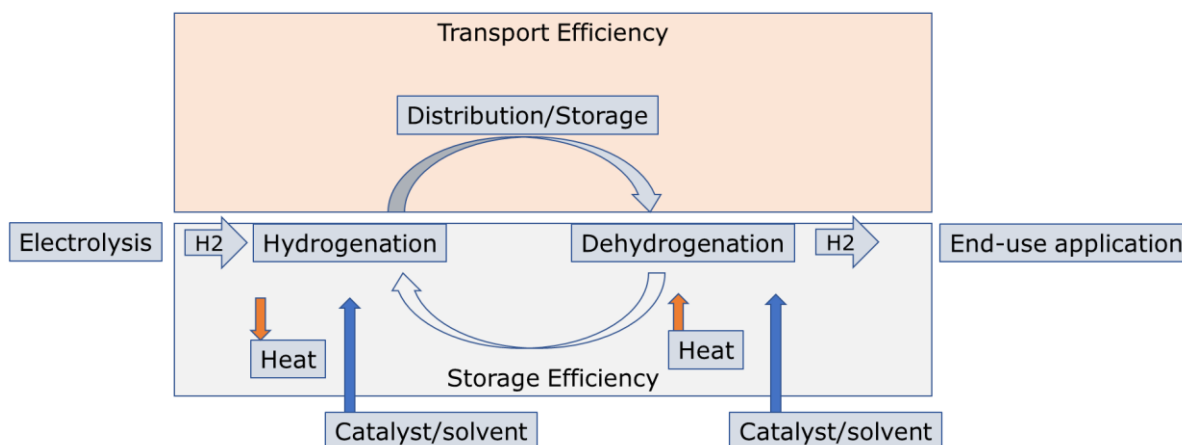 Transport Efficiency
Distribution/Storage
Electrolysis
H2
Hydrogenation
Dehydrogenation
H2
End-use application
Heat
Heat
Storage Efficiency
Catalyst/solvent
Catalyst/solvent